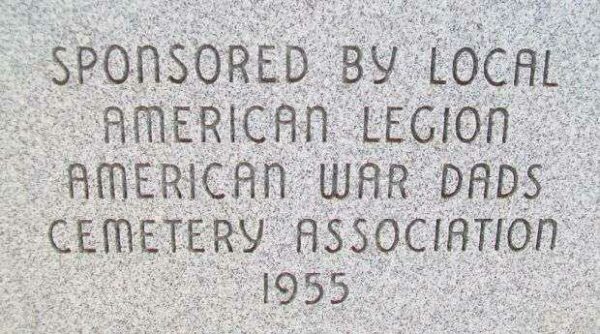 SPONSORED BY LOCAL
AMERICAN LEGION
AMERICAN WAR DADS
CEMETERY ASSOCIATION
1955